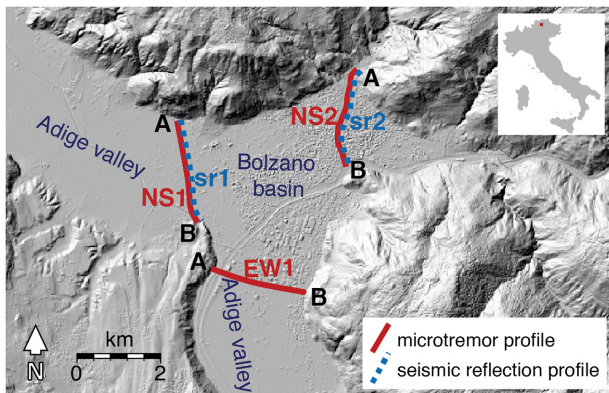 A
NS2
sr2
B
A
Adige valley
NS1
sr1
B
Bolzano
basin
A
EW1
B
Adige valley
km
0 2
N
microtremor profile
seismic reflection profile